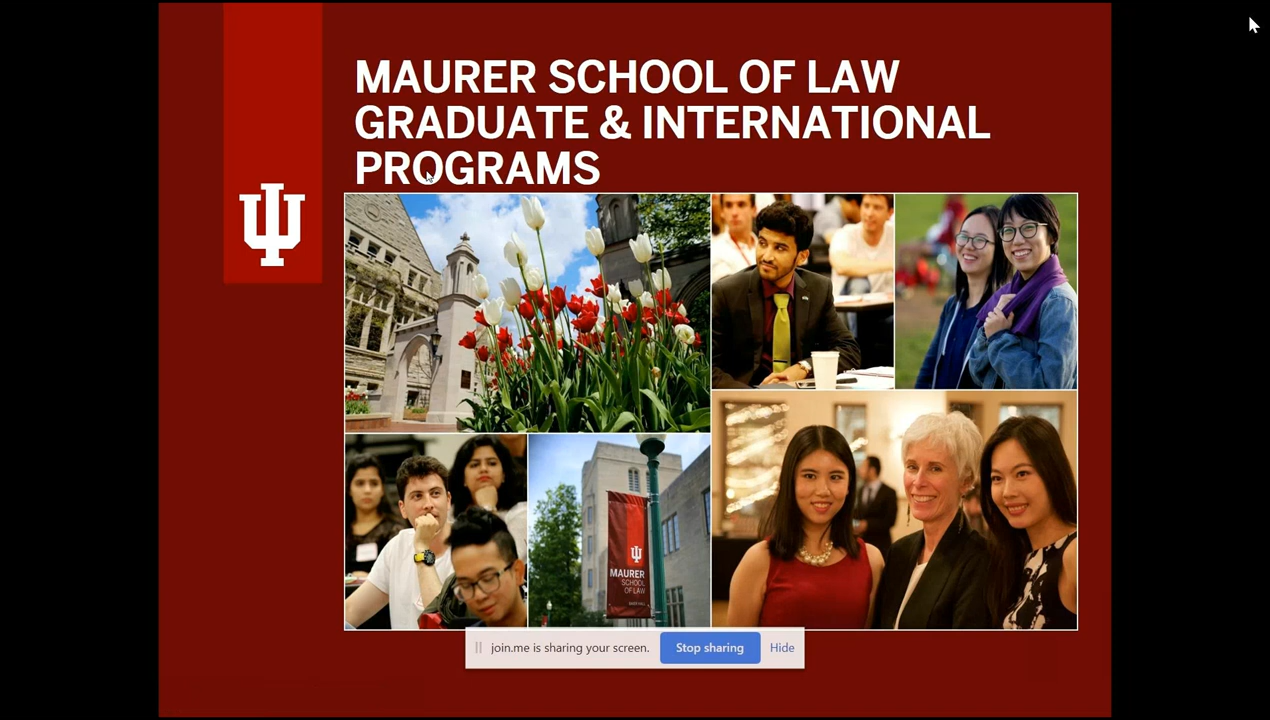 MAURER SCHOOL OF LAW
GRADUATE & INTERNATIONAL
PROGRAMS
MAURER
SCHOOL
OF LAW
join.me is sharing your screen.
Stop sharing
Hide